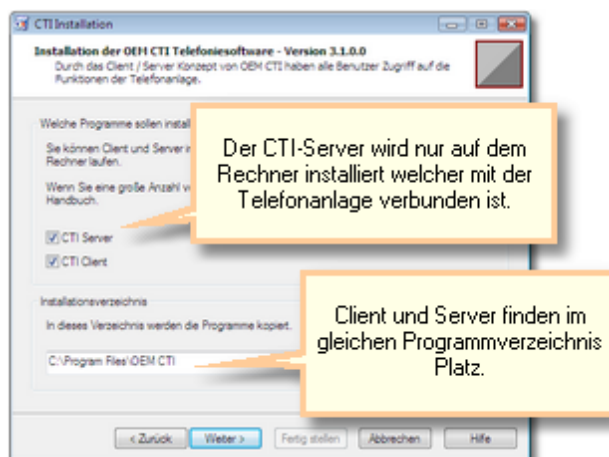 CTI Installation
Installation der OEM CTI Telefoniesoftware - Version 3.1.0.0
Durch das Client / Server Konzept von OEM CTI haben alle Benutzer Zugriff auf die
Funktionen der Telefonanlage.
Welche Programme sollen
Sie können Client und Server
Rechner laufen.
Wenn Sie eine große Anzahl
Handbuch.
Der CTI-Server wird nur auf dem
Rechner installiert welcher mit der
Telefonanlage verbunden ist.
CTI Server
CTI Client
Installationsverzeichnis
In dieses Verzeichnis werden die Programme kopiert.
C:\Program Files\OEM CTI
Client und Server finden im
gleichen Programmverzeichnis
Platz.
< Zurück
Weiter >
Fertig stellen
Abbrechen
Hilfe